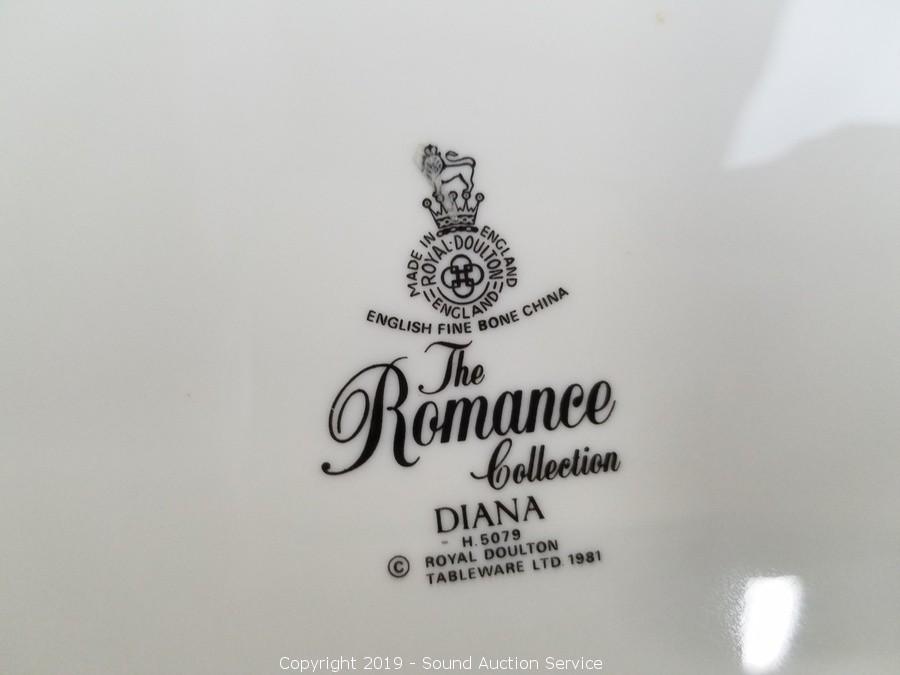 MADE IN ENGLAND
ROYAL·DOULTON
ENGLAND
ENGLISH FINE BONE CHINA
The
Romance
Collection
DIANA
H.5079
© ROYAL DOULTON
TABLEWARE LTD. 1981
Copyright 2019 - Sound Auction Service